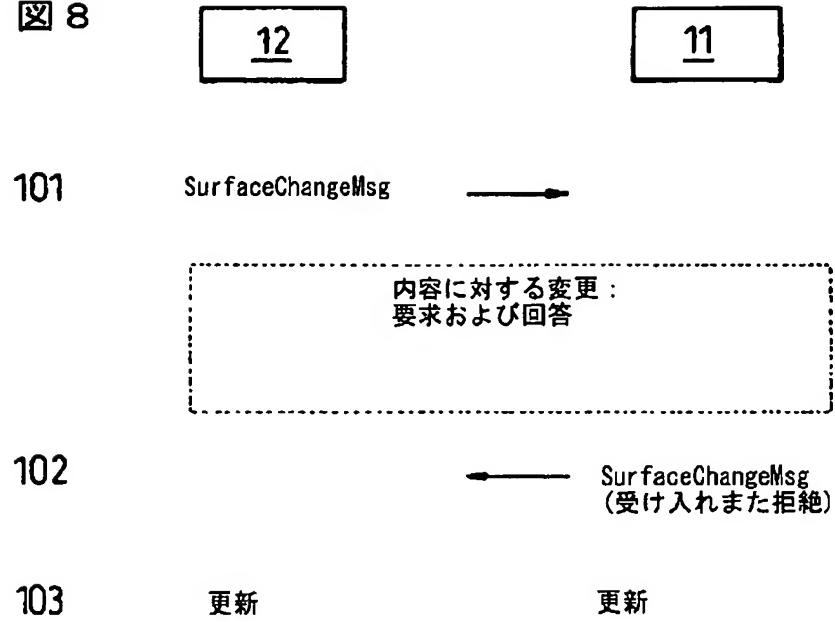 図 8
12
11
101
SurfaceChangeMsg
内容に対する変更：
要求および回答
102
SurfaceChangeMsg
(受け入れまた拒絶)
103
更新
更新